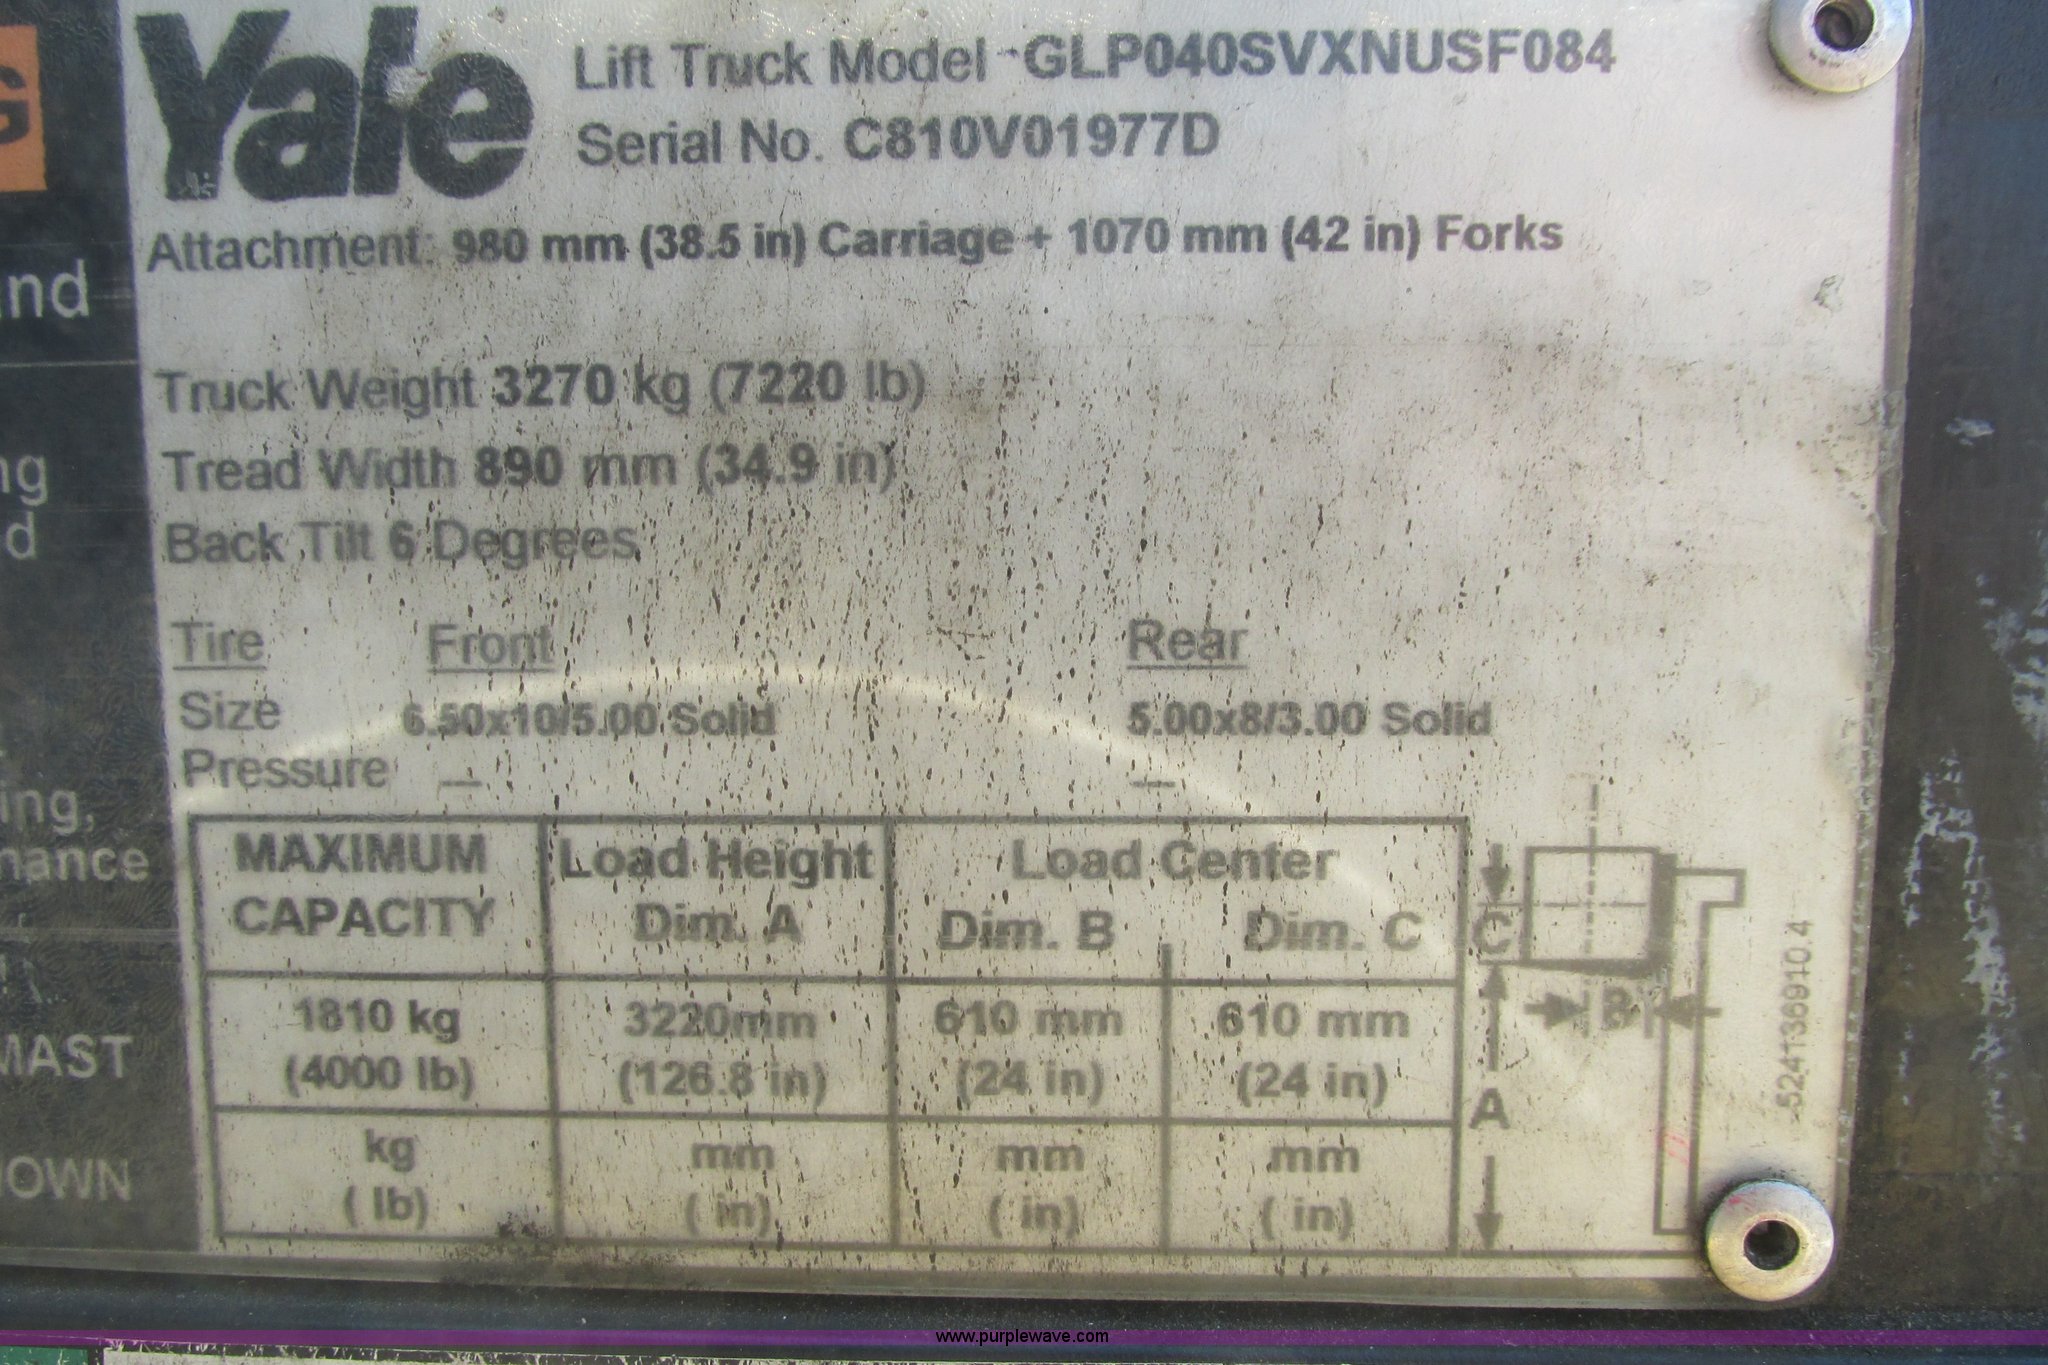 Yale
Lift Truck Model GLP040SVXNUSF084
Serial No. C810V01977D
Attachment: 980 mm (38.5 in) Carriage + 1070 mm (42 in) Forks
G
nd
Truck Weight 3270 kg (7220 lb)
Tread Width 890 mm (34.9 in)
ng
Back Tilt 6 Degrees
d
Tire Front Rear
Size 6.50x10/5.00 Solid 5.00x8/3.00 Solid
Pressure — —
ing,
nance
MAXIMUM Load Height Load Center
CAPACITY Dim. A Dim. B Dim. C
1810 kg 3220mm 610 mm 610 mm
(4000 lb) (126.8 in) (24 in) (24 in)
kg mm mm mm
( lb) ( in) ( in) ( in)
C
B
A
524136910.4
MAST
HOWN
www.purplewave.com